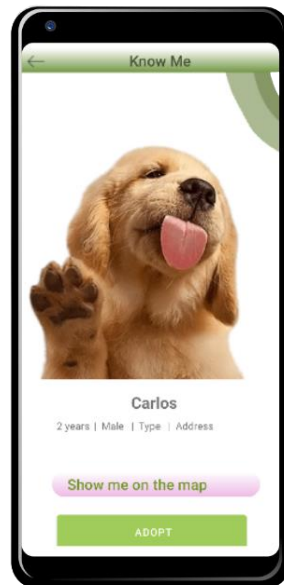 Know Me
Carlos
2 years | Male | Type | Address
Show me on the map
ADOPT